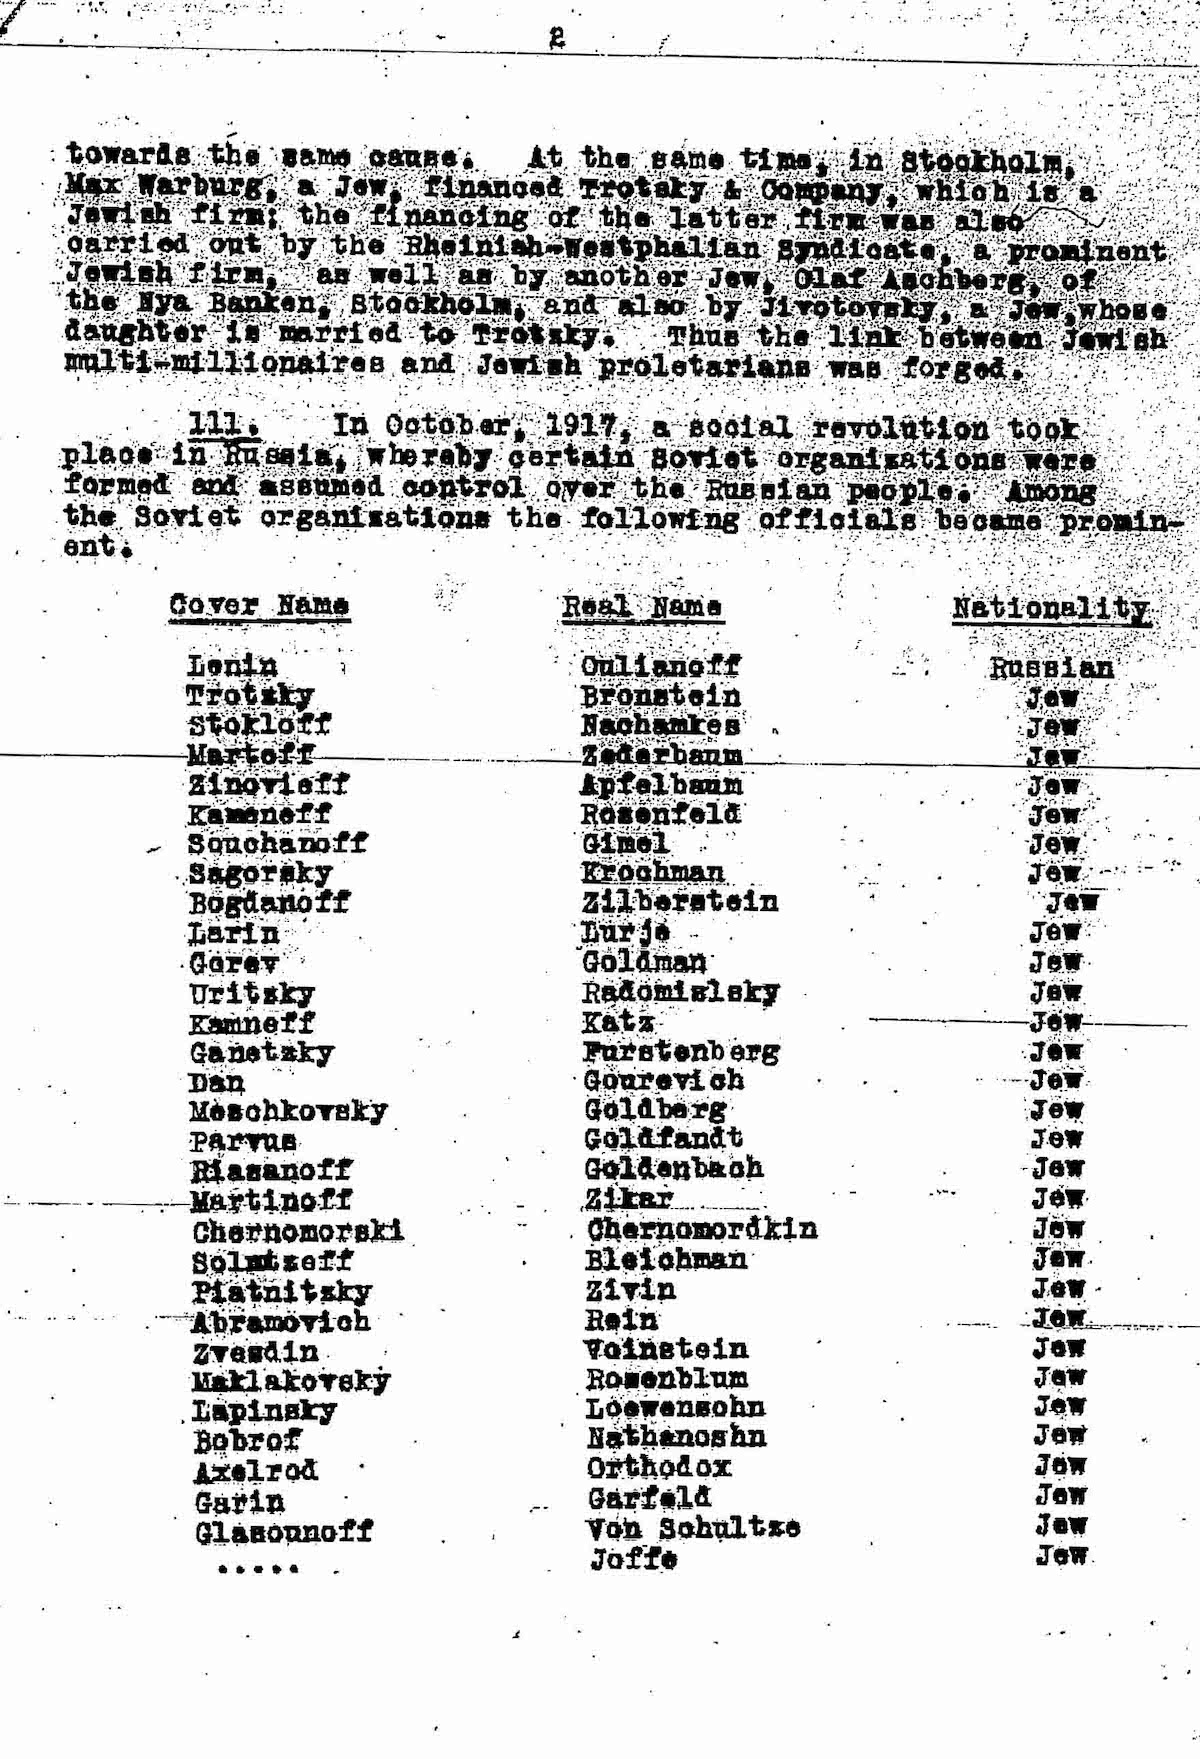 2
towards the same cause. At the same time, in Stockholm,
Max Warburg, a Jew, financed Trotsky & Company, which is a
Jewish firm; the financing of the latter firm was also
carried out by the Rheinish-Westphalian Syndicate, a prominent
Jewish firm, as well as by another Jew, Olaf Aschberg, of
the Nya Banken, Stockholm, and also by Jivotovsky, a Jew,whose
daughter is married to Trotsky. Thus the link between Jewish
multi-millionaires and Jewish proletarians was forged.
111. In October, 1917, a social revolution took
place in Russia, whereby certain Soviet organizations were
formed and assumed control over the Russian people. Among
the Soviet organizations the following officials became promin-
ent.
Cover Name Real Name Nationality
Lenin Oulianoff Russian
Trotzky Bronstein Jew
Stokloff Nachamkes Jew
Martoff Zederbaum Jew
Zinovieff Apfelbaum Jew
Kameneff Rosenfeld Jew
Souchanoff Gimel Jew
Sagorsky Krochman Jew
Bogdanoff Zilberstein Jew
Larin Lurje Jew
Gorev Goldman Jew
Uritzky Radomislsky Jew
Kamneff Katz Jew
Ganetzky Furstenberg Jew
Dan Gourevich Jew
Meschkovsky Goldberg Jew
Parvus Goldfandt Jew
Riasanoff Goldenbach Jew
Martinoff Zikar Jew
Chernomorski Chernomordkin Jew
Solntzeff Bleichman Jew
Piatnitzky Zivin Jew
Abramovich Rein Jew
Zvesdin Voinstein Jew
Maklakovsky Rosenblum Jew
Lapinsky Loewensohn Jew
Bobrof Nathanoshn Jew
Axelrod Orthodox Jew
Garin Garfeld Jew
Glasounoff Von Schultze Jew
..... Joffe Jew